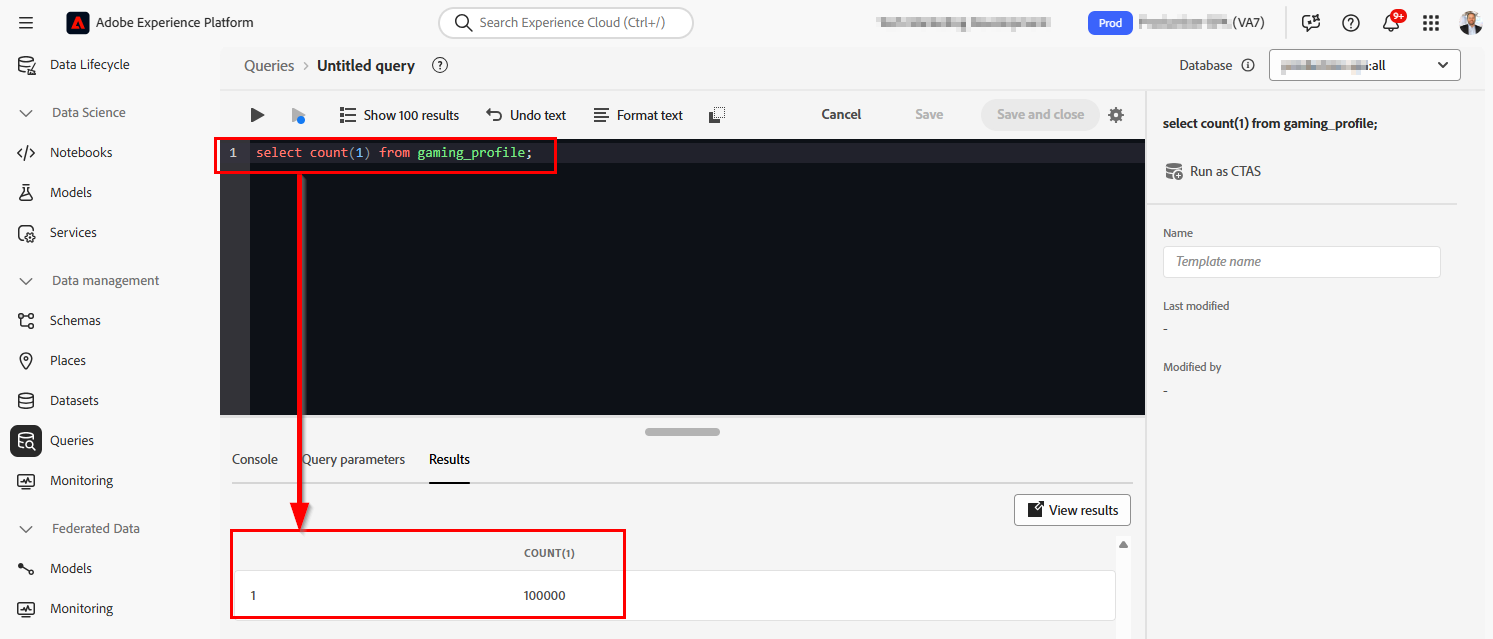 Adobe Experience Platform
Search Experience Cloud (Ctrl+/)
Prod
(VA7)
9+
Data Lifecycle
Data Science
Notebooks
Models
Services
Data management
Schemas
Places
Datasets
Queries
Monitoring
Federated Data
Models
Monitoring
Queries > Untitled query
Database
:all
Show 100 results
Undo text
Format text
Cancel
Save
Save and close
1 select count(1) from gaming_profile;
Console
Query parameters
Results
View results
COUNT(1)
1 100000
select count(1) from gaming_profile;
Run as CTAS
Name
Template name
Last modified
-
Modified by
-